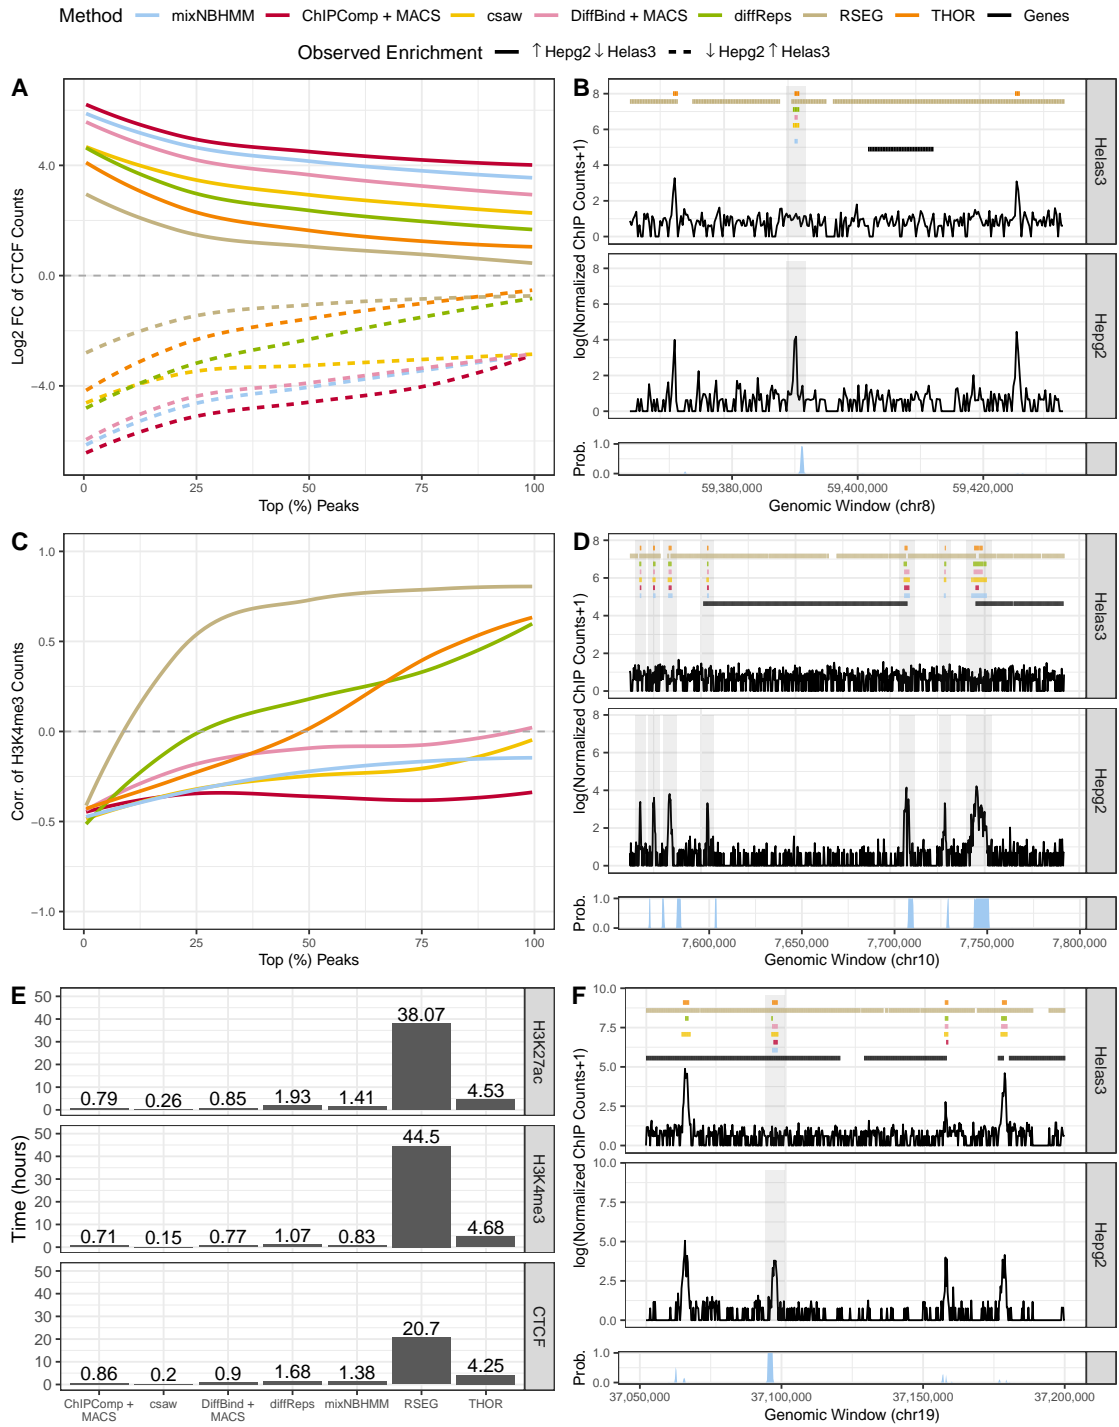 Method mixNBHMM ChIPComp + MACS csaw DiffBind + MACS diffReps RSEG THOR Genes
Observed Enrichment ↑Hepg2↓Helas3 ↓Hepg2↑Helas3
A
Log2 FC of CTCF Counts
4.0
0.0
−4.0
0 25 50 75 100
Top (%) Peaks
B
log(Normalized ChIP Counts+1)
8
6
4
2
0
Helas3
8
6
4
2
0
Hepg2
Prob.
1.0
0.0
59,380,000 59,400,000 59,420,000
Genomic Window (chr8)
C
Corr. of H3K4me3 Counts
1.0
0.5
0.0
−0.5
−1.0
0 25 50 75 100
Top (%) Peaks
D
log(Normalized ChIP Counts+1)
8
6
4
2
0
Helas3
8
6
4
2
0
Hepg2
Prob.
1.0
0.0
7,600,000 7,650,000 7,700,000 7,750,000 7,800,000
Genomic Window (chr10)
E
Time (hours)
50
40
30
20
10
0
0.79 0.26 0.85 1.93 1.41 38.07 4.53
H3K27ac
50
40
30
20
10
0
0.71 0.15 0.77 1.07 0.83 44.5 4.68
H3K4me3
50
40
30
20
10
0
0.86 0.2 0.9 1.68 1.38 20.7 4.25
CTCF
ChIPComp + csaw DiffBind + diffReps mixNBHMM RSEG THOR
MACS MACS
F
log(Normalized ChIP Counts+1)
10.0
7.5
5.0
2.5
0.0
Helas3
10.0
7.5
5.0
2.5
0.0
Hepg2
Prob.
1.0
0.0
37,050,000 37,100,000 37,150,000 37,200,000
Genomic Window (chr19)